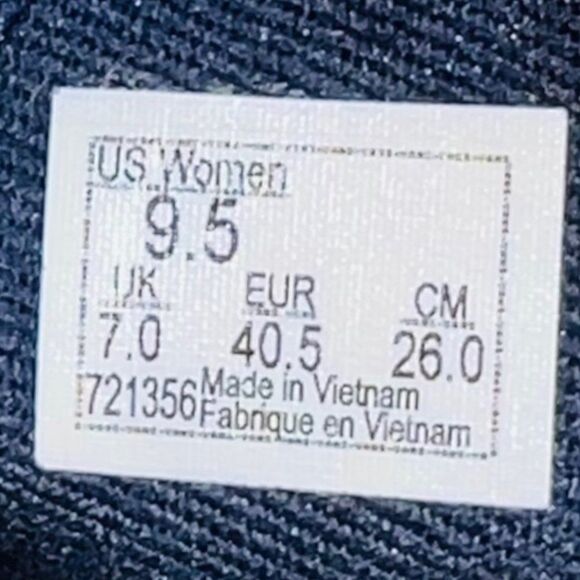 US Women
9.5
UK EUR CM
7.0 40.5 26.0
721356 Made in Vietnam
Fabriqué en Vietnam